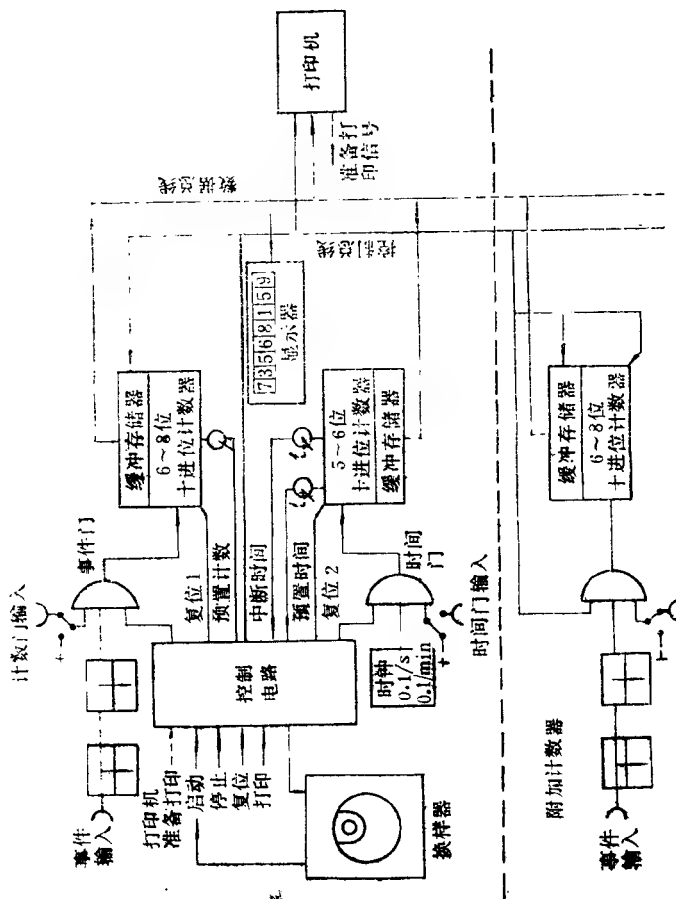 计数门输入
事件
输入
事件门
缓冲存储器
6~8位
十进位计数器
打印机
准备打印
启动
停止
复位
打印
控制
电路
复位1
预置计数
中断时间
预置时间
复位2
73568159
显示器
5~6位
十进位计数器
缓冲存储器
数据总线
控制总线
打印机
准备打
印信号
换样器
时钟
0.1/s
0.1/min
时间
门
时间门输入
附加计数器
事件
输入
缓冲存储器
6~8位
十进位计数器